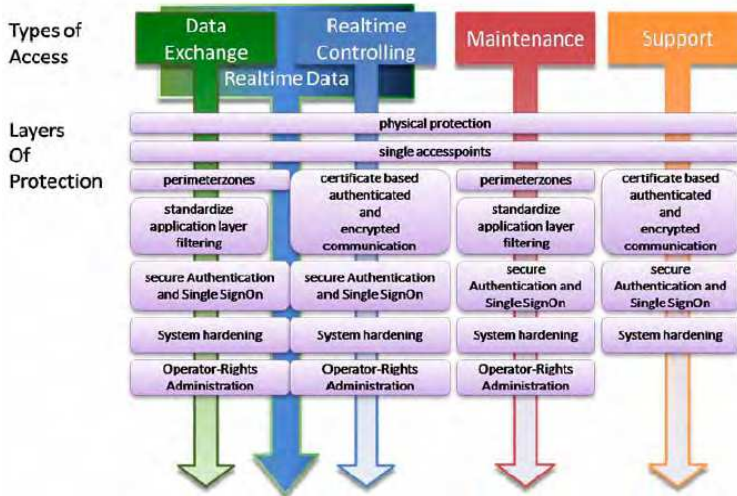 Types of
Access
Data
Exchange
Realtime
Controlling
Realtime Data
Maintenance
Support
Layers
Of
Protection
physical protection
single accesspoints
perimeterzones
standardize
application layer
filtering
certificate based
authenticated
and
encrypted
communication
perimeterzones
standardize
application layer
filtering
certificate based
authenticated
and
encrypted
communication
secure Authentication
and Single SignOn
secure Authentication
and Single SignOn
secure
Authentication and
Single SignOn
secure
Authentication and
Single SignOn
System hardening
System hardening
System hardening
System hardening
Operator-Rights
Administration
Operator-Rights
Administration
Operator-Rights
Administration